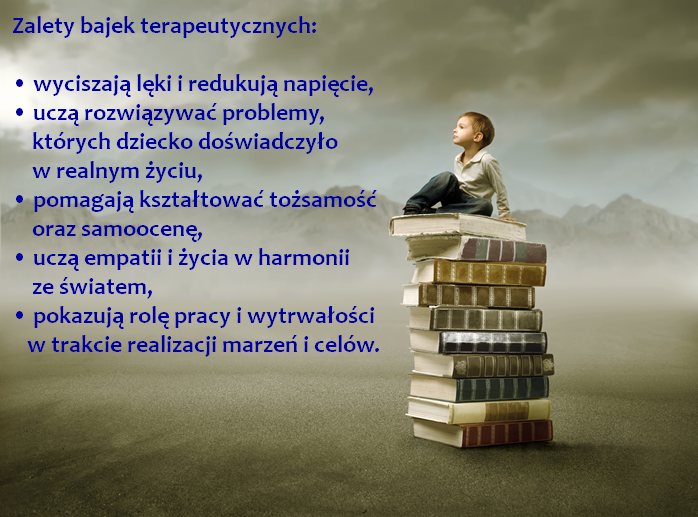 Zalety bajek terapeutycznych:
• wyciszają lęki i redukują napięcie,
• uczą rozwiązywać problemy,
których dziecko doświadczyło
w realnym życiu,
• pomagają kształtować tożsamość
oraz samoocenę,
• uczą empatii i życia w harmonii
ze światem,
• pokazują rolę pracy i wytrwałości
w trakcie realizacji marzeń i celów.